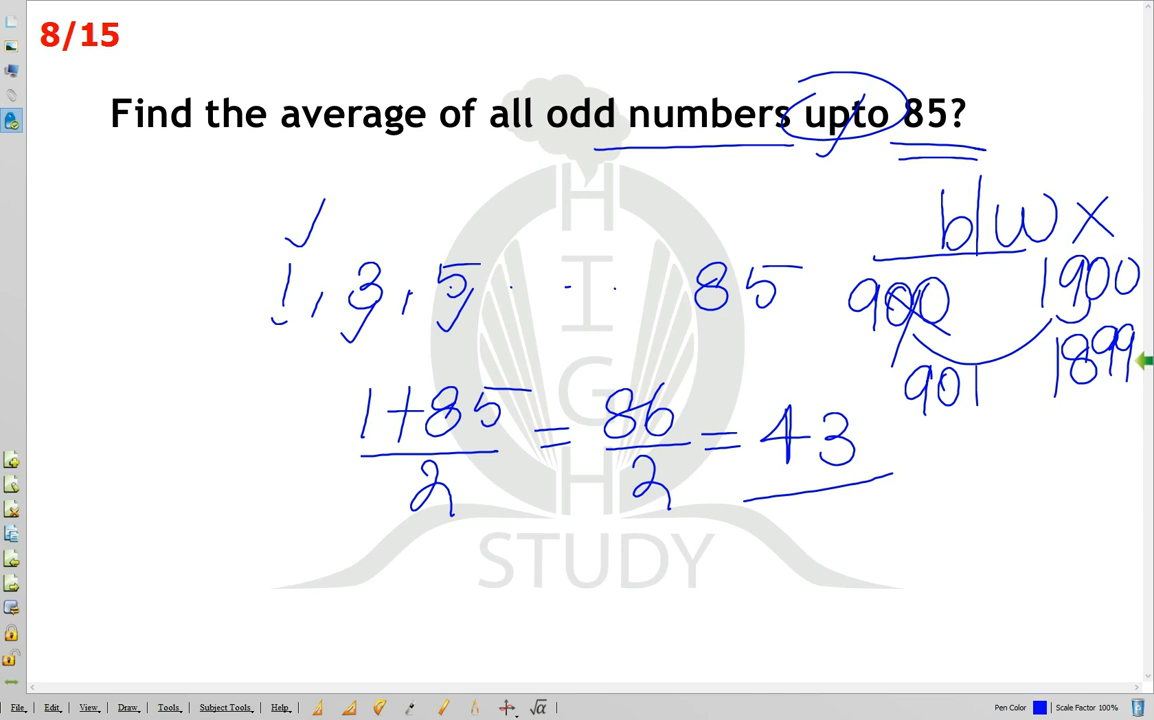 8/15
Find the average of all odd numbers upto 85?
b/w ×
1, 3, 5 . . . . 85
900 1900
901 1899
1+85/2 = 86/2 = 43
HIGH
STUDY
File Edit View Draw Tools Subject Tools Help √α Pen Color Scale Factor 100%